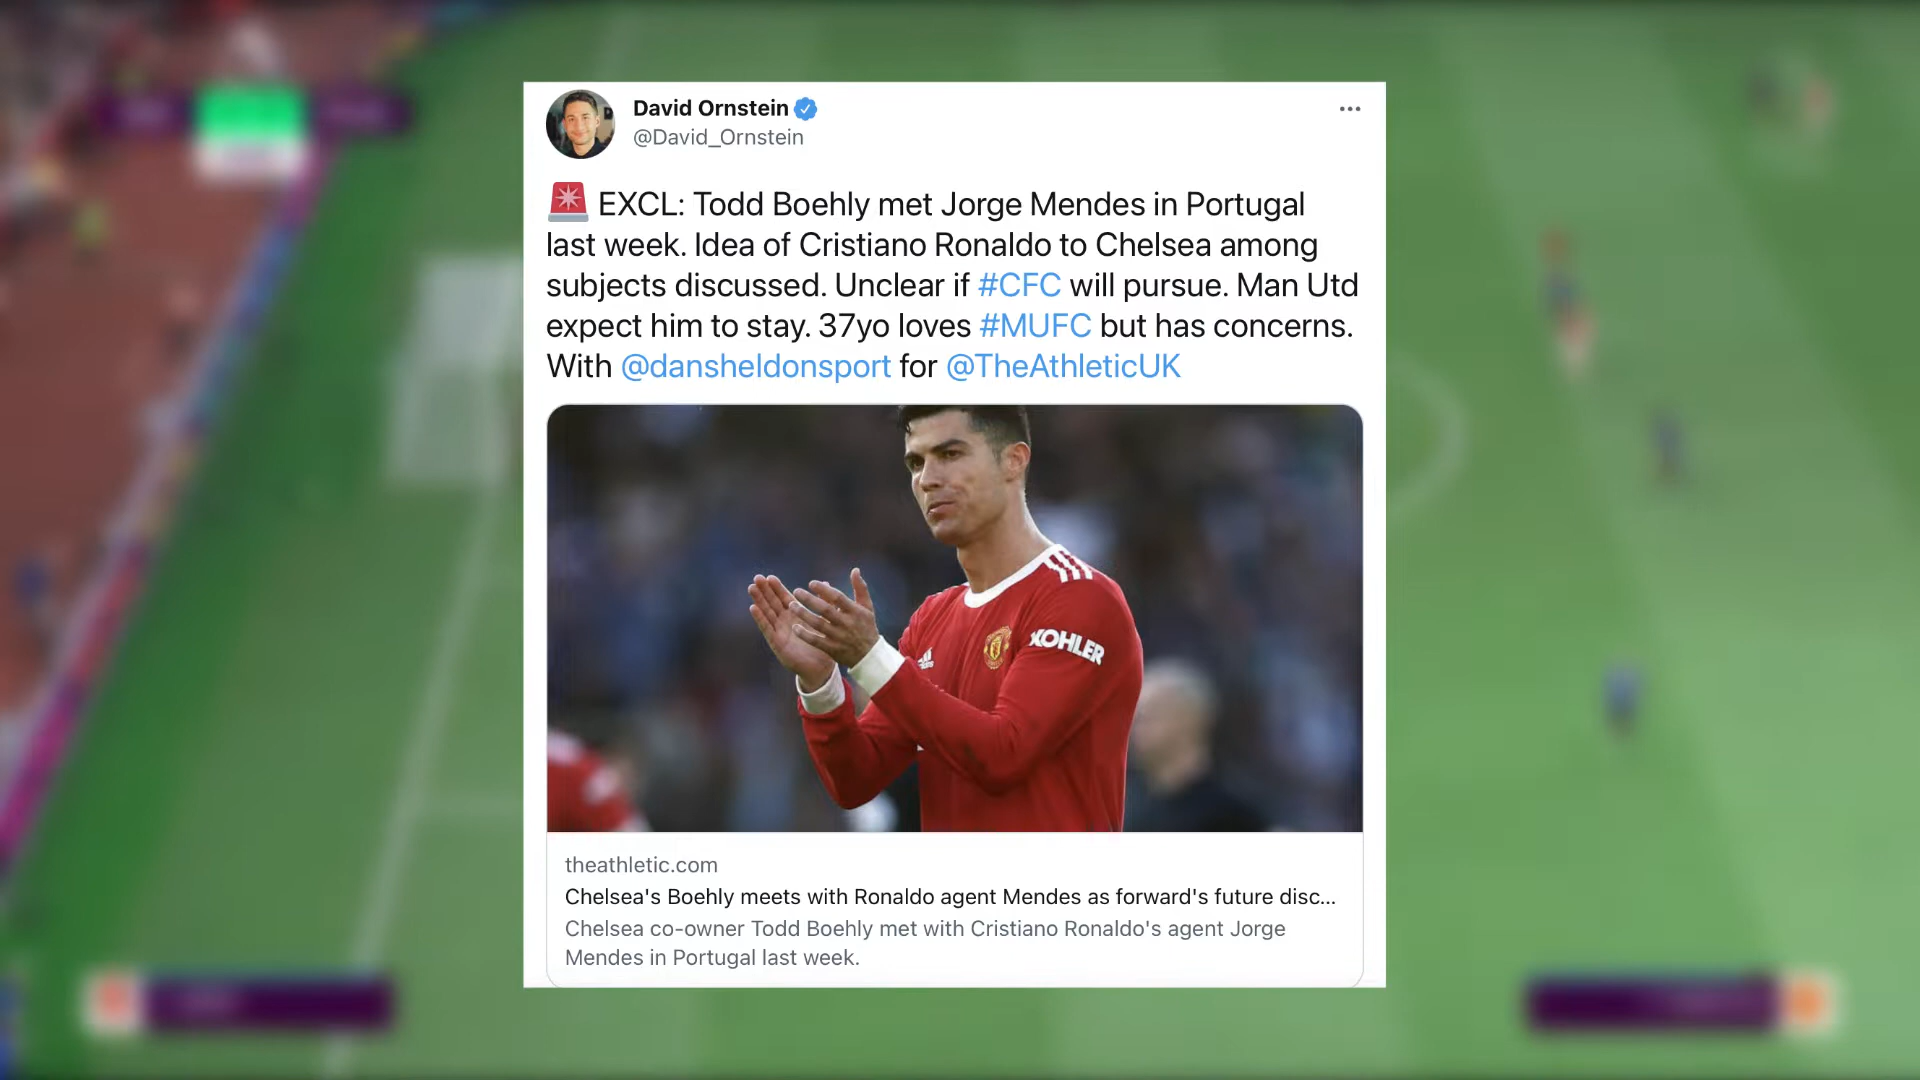 David Ornstein
@David_Ornstein
EXCL: Todd Boehly met Jorge Mendes in Portugal
last week. Idea of Cristiano Ronaldo to Chelsea among
subjects discussed. Unclear if #CFC will pursue. Man Utd
expect him to stay. 37yo loves #MUFC but has concerns.
With @dansheldonsport for @TheAthleticUK
KOHLER
theathletic.com
Chelsea's Boehly meets with Ronaldo agent Mendes as forward's future disc...
Chelsea co-owner Todd Boehly met with Cristiano Ronaldo's agent Jorge
Mendes in Portugal last week.